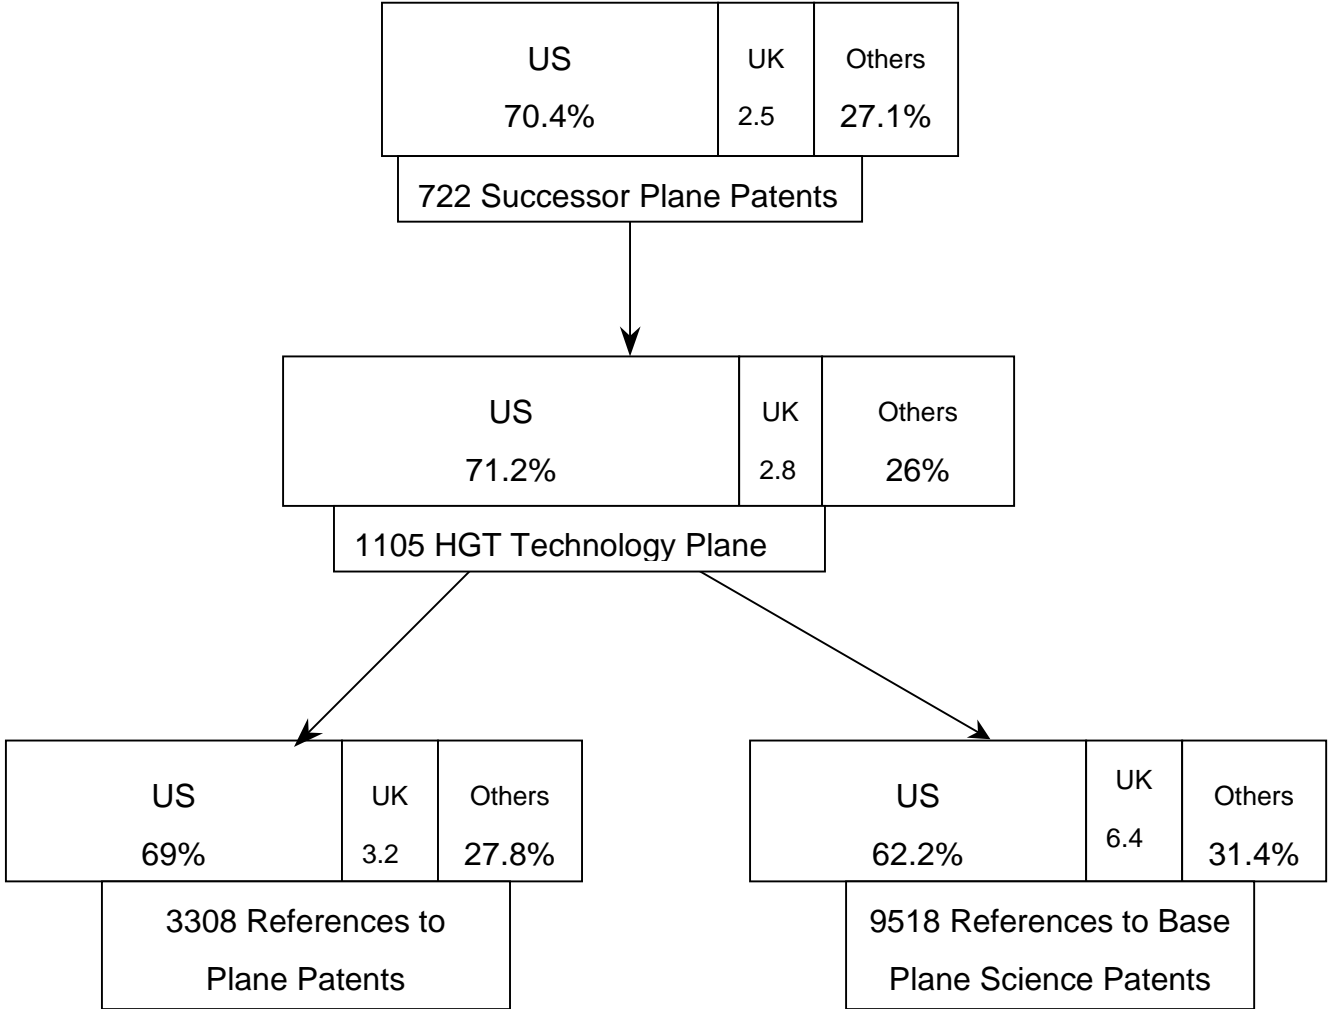 US
UK
Others
70.4%
2.5
27.1%
722 Successor Plane Patents
US
UK
Others
71.2%
2.8
26%
1105 HGT Technology Plane
US
UK
Others
69%
3.2
27.8%
3308 References to
Plane Patents
US
UK
Others
62.2%
6.4
31.4%
9518 References to Base
Plane Science Patents